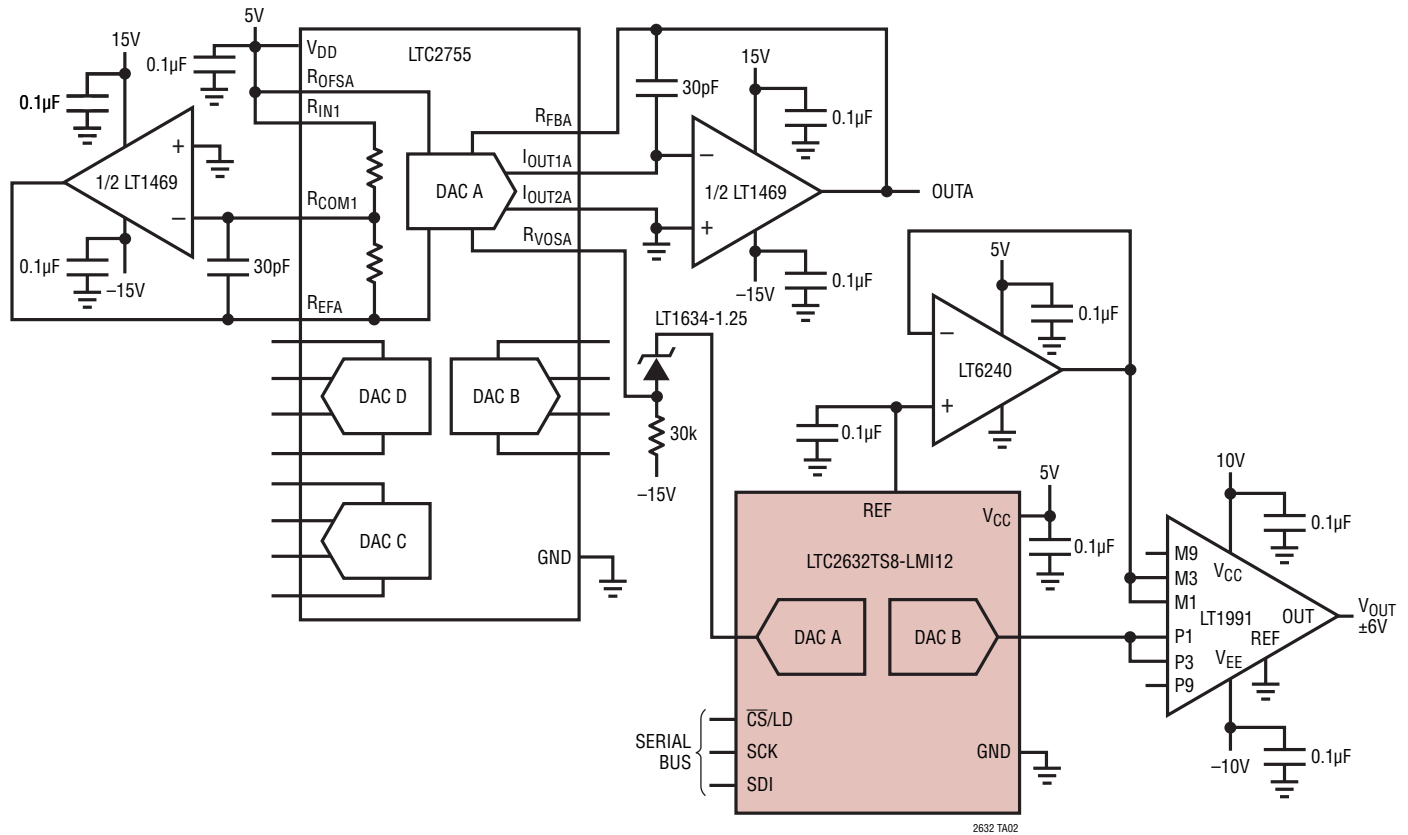 5V
15V
0.1µF
0.1µF
VDD
LTC2755
ROFSA
RIN1
+
1/2 LT1469
−
RCOM1
0.1µF
−15V
30pF
REFA
DAC A
RFBA
IOUT1A
IOUT2A
RVOSA
30pF
15V
0.1µF
−
1/2 LT1469
+
OUTA
−15V
0.1µF
LT1634-1.25
30k
−15V
DAC D
DAC B
DAC C
GND
5V
0.1µF
−
LT6240
+
0.1µF
5V
REF
VCC
0.1µF
LTC2632TS8-LMI12
DAC A
DAC B
SERIAL
BUS
CS/LD
SCK
SDI
GND
10V
0.1µF
M9
M3
M1
P1
P3
P9
VCC
LT1991
OUT
REF
VEE
VOUT
±6V
−10V
0.1µF
2632 TA02